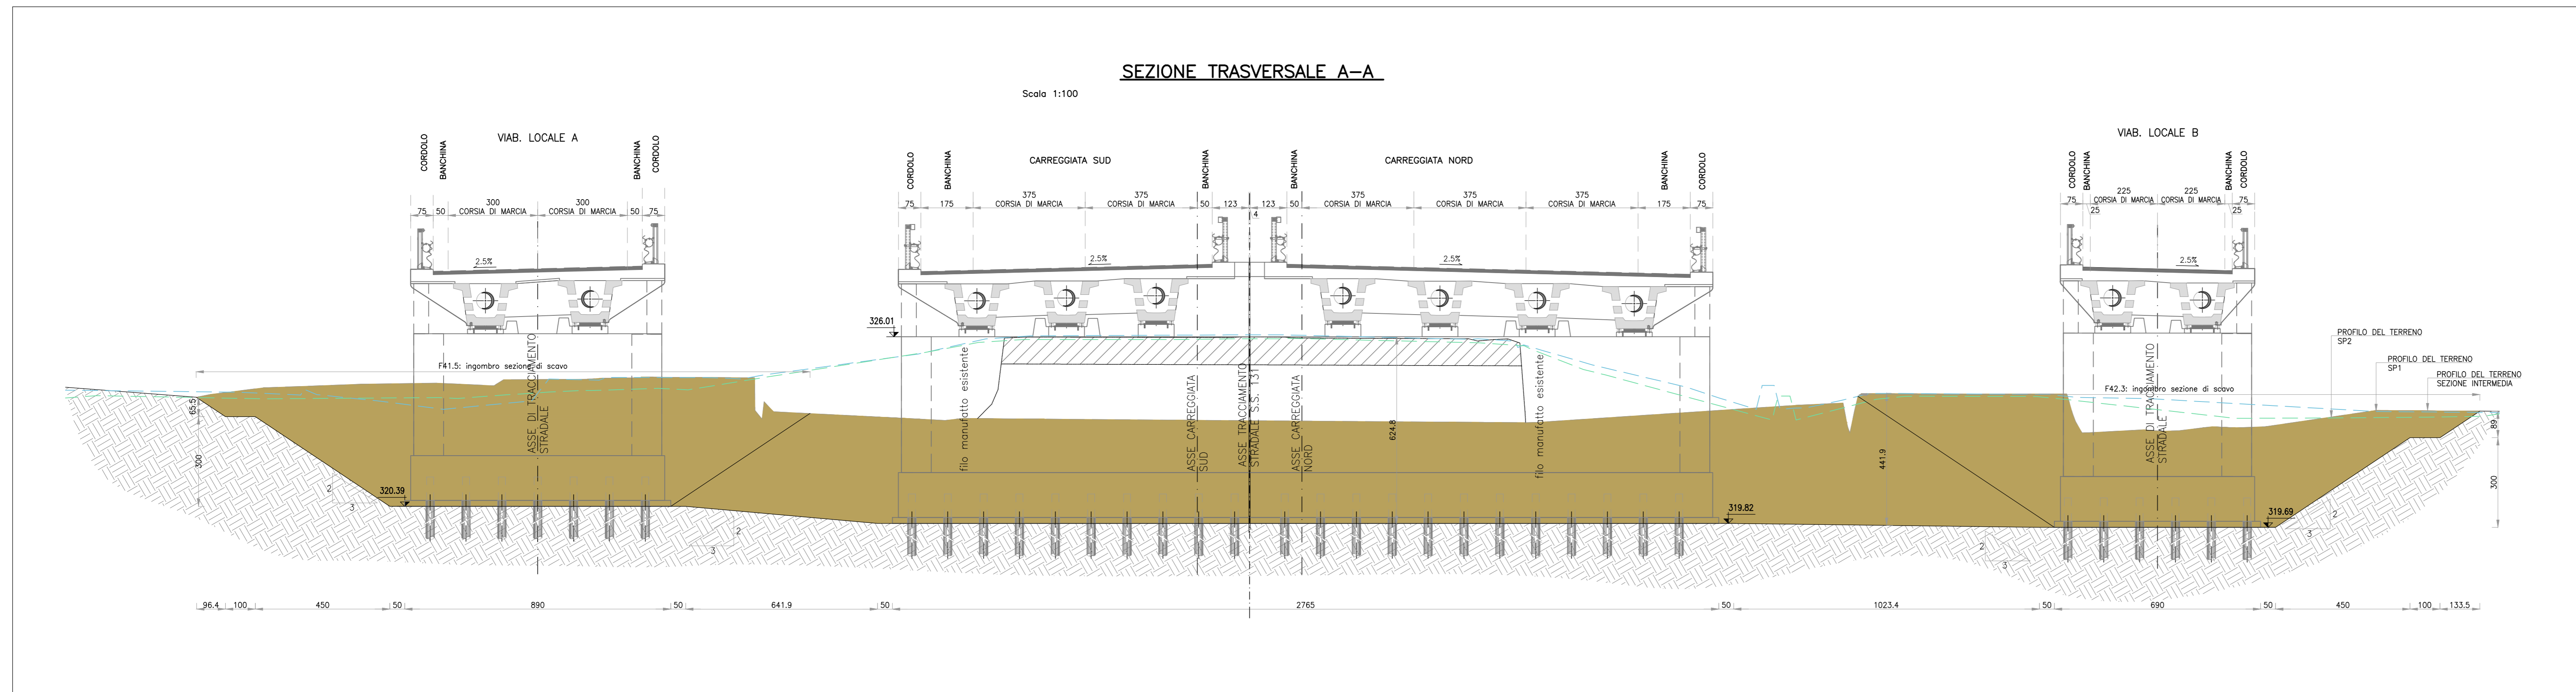 SEZIONE TRASVERSALE A-A
Scala 1:100
VIAB. LOCALE A
CORDOLO
BANCHINA
BANCHINA
CORDOLO
300
300
75
50
CORSIA DI MARCIA
CORSIA DI MARCIA
50
75
2.5%
CARREGGIATA SUD
CARREGGIATA NORD
CORDOLO
BANCHINA
BANCHINA
BANCHINA
BANCHINA
CORDOLO
375
375
375
375
375
75
175
CORSIA DI MARCIA
CORSIA DI MARCIA
50
123
123
50
CORSIA DI MARCIA
CORSIA DI MARCIA
CORSIA DI MARCIA
175
75
4
2.5%
2.5%
VIAB. LOCALE B
CORDOLO
BANCHINA
BANCHINA
CORDOLO
225
225
75
CORSIA DI MARCIA
CORSIA DI MARCIA
75
25
25
2.5%
326.01
F41.5: ingombro sezione di scavo
ASSE DI TRACCIAMENTO
STRADALE
filo manufatto esistente
ASSE CARREGGIATA
SUD
ASSE TRACCIAMENTO
STRADALE S.S. 131
ASSE CARREGGIATA
NORD
624.8
filo manufatto esistente
441.9
ASSE DI TRACCIAMENTO
STRADALE
F42.3: ingombro sezione di scavo
PROFILO DEL TERRENO
SP2
PROFILO DEL TERRENO
SP1
PROFILO DEL TERRENO
SEZIONE INTERMEDIA
65.5
300
2
3
320.39
2
3
319.82
2
3
319.69
2
3
89
300
96.4
100
450
50
890
50
641.9
50
2765
50
1023.4
50
690
50
450
100
133.5